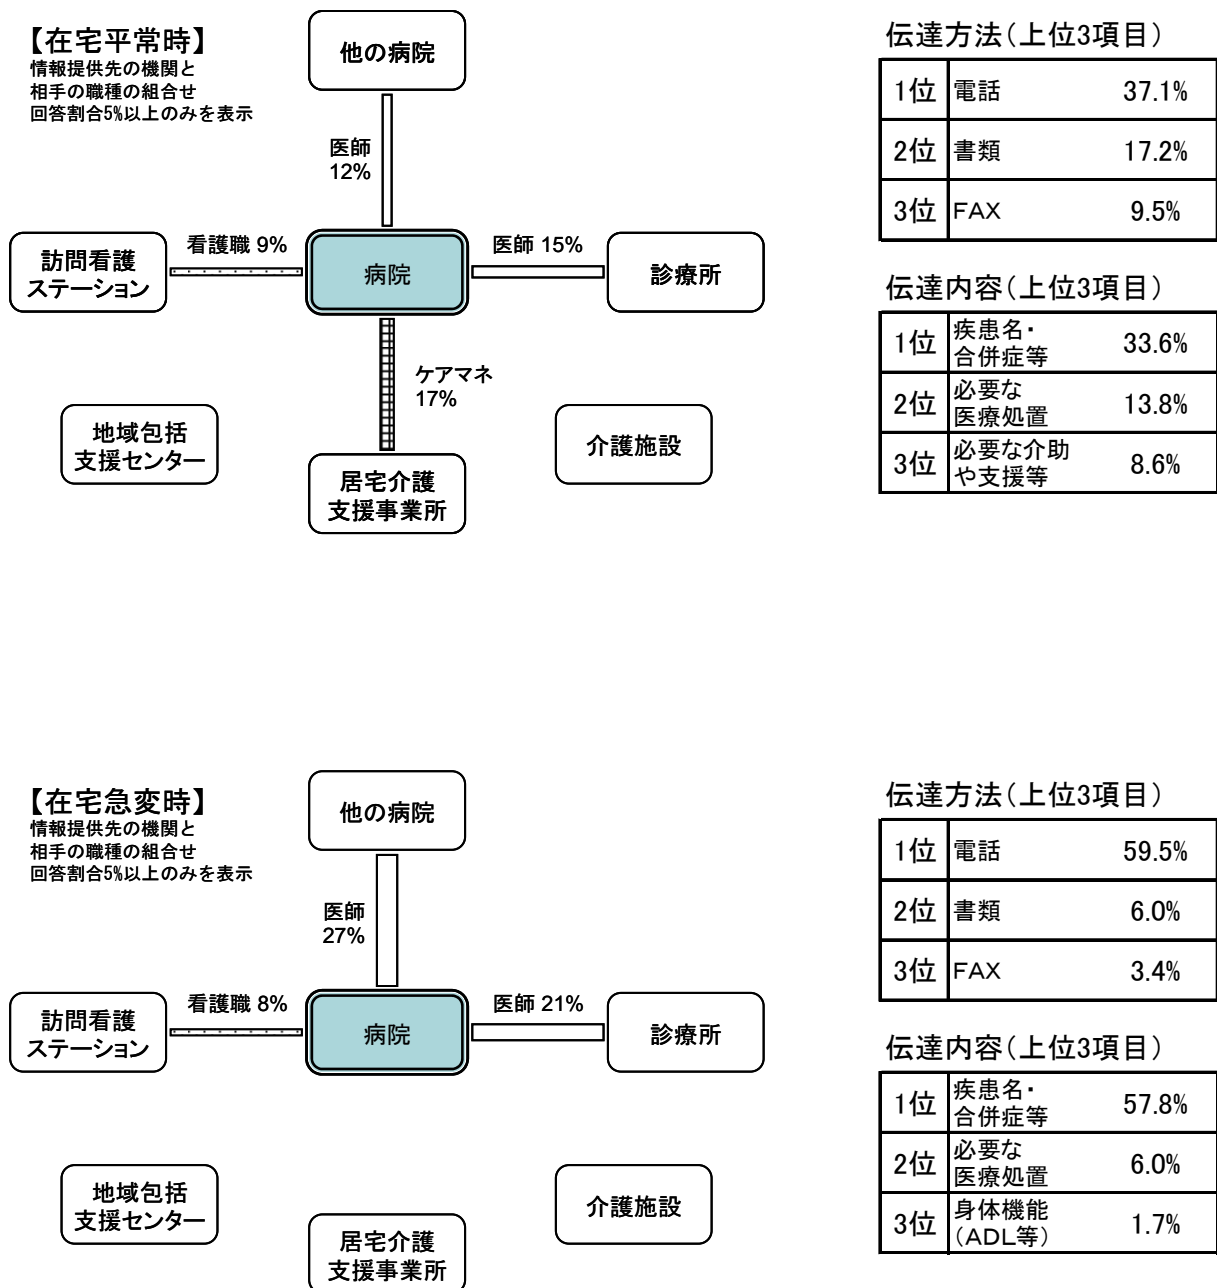 【在宅平常時】
情報提供先の機関と
相手の職種の組合せ
回答割合5%以上のみを表示
他の病院
医師
12%
訪問看護
ステーション
看護職 9%
病院
医師 15%
診療所
ケアマネ
17%
地域包括
支援センター
居宅介護
支援事業所
介護施設
伝達方法(上位3項目)
1位 電話 37.1%
2位 書類 17.2%
3位 FAX 9.5%
伝達内容(上位3項目)
1位 疾患名・
合併症等 33.6%
2位 必要な
医療処置 13.8%
3位 必要な介助
や支援等 8.6%
【在宅急変時】
情報提供先の機関と
相手の職種の組合せ
回答割合5%以上のみを表示
他の病院
医師
27%
訪問看護
ステーション
看護職 8%
病院
医師 21%
診療所
地域包括
支援センター
居宅介護
支援事業所
介護施設
伝達方法(上位3項目)
1位 電話 59.5%
2位 書類 6.0%
3位 FAX 3.4%
伝達内容(上位3項目)
1位 疾患名・
合併症等 57.8%
2位 必要な
医療処置 6.0%
3位 身体機能
(ADL等) 1.7%